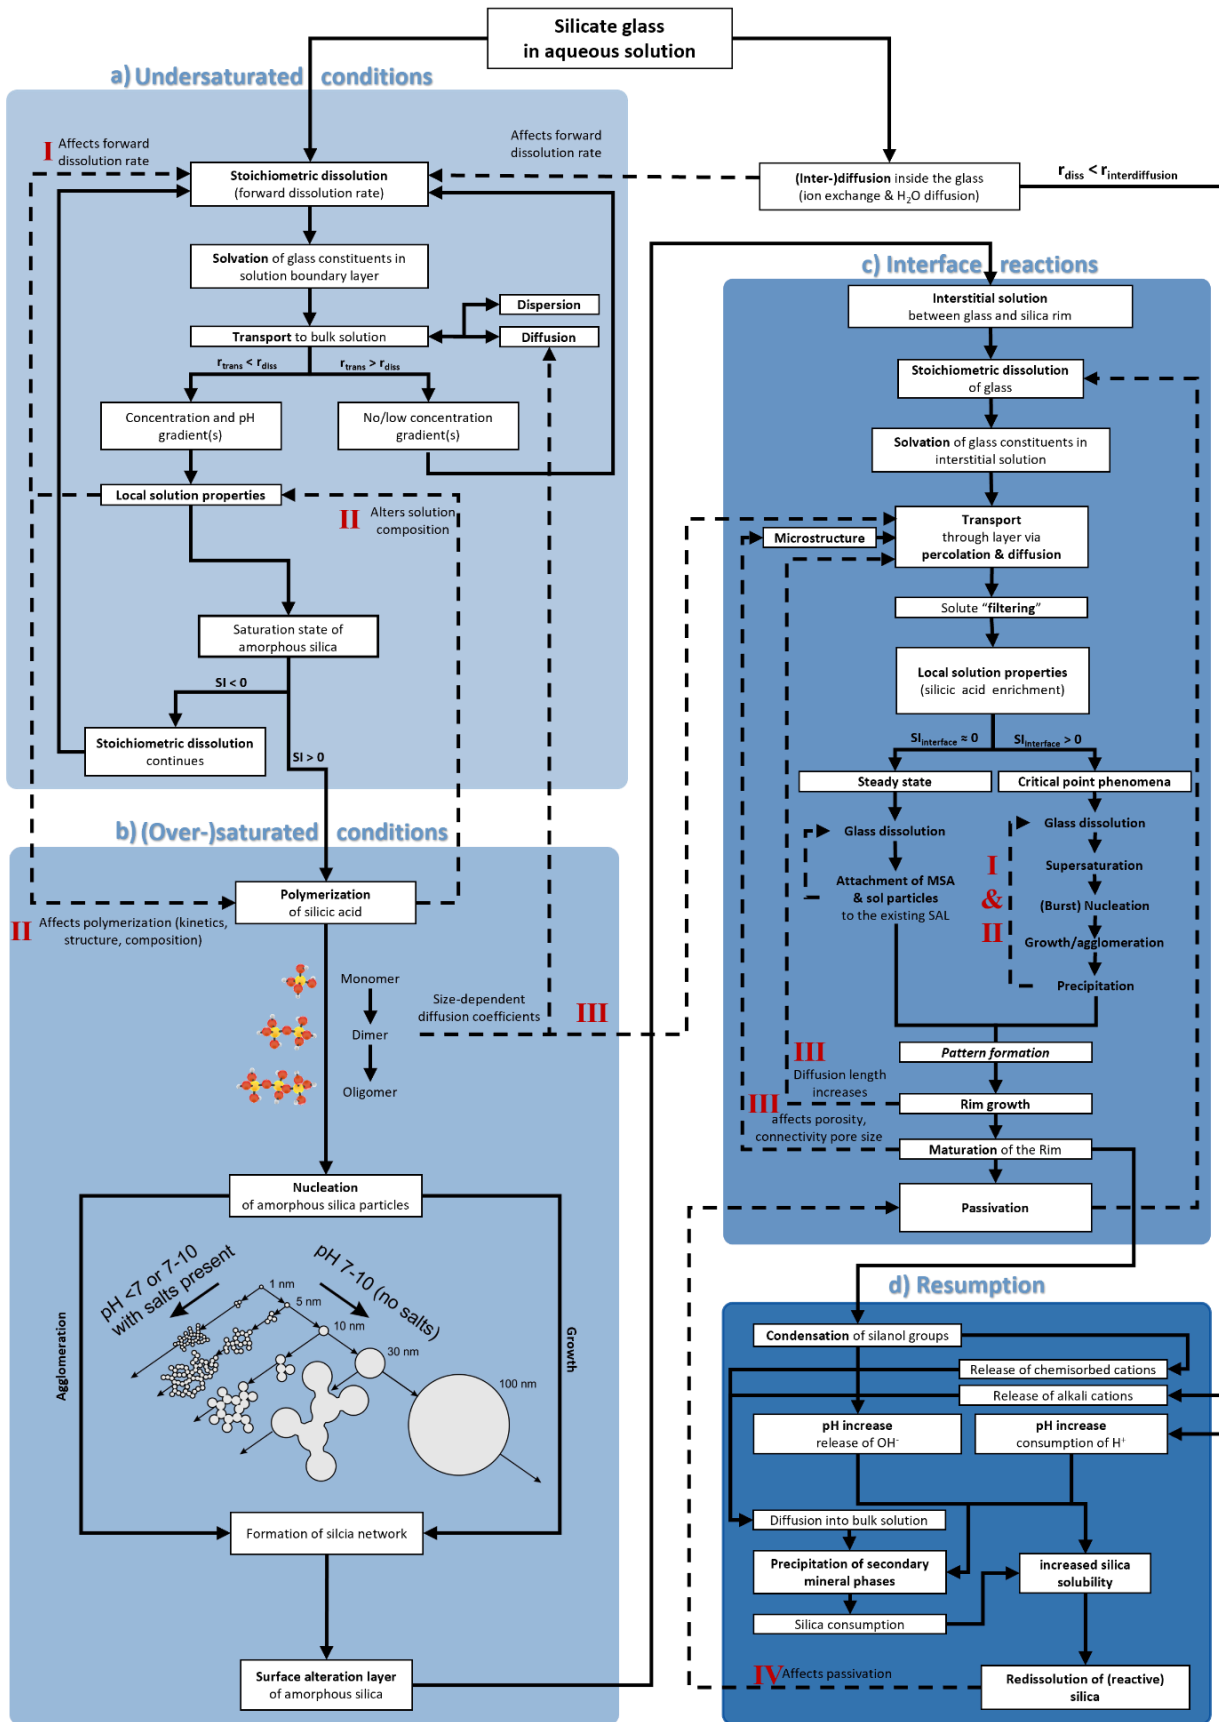 Silicate glass
in aqueous solution
a) Undersaturated conditions
I
Affects forward
dissolution rate
Affects forward
dissolution rate
Stoichiometric dissolution
(forward dissolution rate)
(Inter-)diffusion inside the glass
(ion exchange & H2O diffusion)
rdiss < rinterdiffusion
Solvation of glass constituents in
solution boundary layer
Transport to bulk solution
Dispersion
Diffusion
rtrans < rdiss
rtrans > rdiss
Concentration and pH
gradient(s)
No/low concentration
gradient(s)
Local solution properties
II
Alters solution
composition
Saturation state of
amorphous silica
SI < 0
Stoichiometric dissolution
continues
SI > 0
b) (Over-)saturated conditions
Polymerization
of silicic acid
II
Affects polymerization (kinetics,
structure, composition)
Monomer
Dimer
Oligomer
Size-dependent
diffusion coefficients
III
Nucleation
of amorphous silica particles
pH <7 or 7-10
with salts present
pH 7-10 (no salts)
1 nm
5 nm
10 nm
30 nm
100 nm
Agglomeration
Growth
Formation of silcia network
Surface alteration layer
of amorphous silica
c) Interface reactions
Interstitial solution
between glass and silica rim
Stoichiometric dissolution
of glass
Solvation of glass constituents in
interstitial solution
Microstructure
Transport
through layer via
percolation & diffusion
Solute “filtering”
Local solution properties
(silicic acid enrichment)
SIinterface ≈ 0
SIinterface > 0
Steady state
Critical point phenomena
Glass dissolution
Attachment of MSA
& sol particles
to the existing SAL
Glass dissolution
Supersaturation
(Burst) Nucleation
Growth/agglomeration
Precipitation
I
&
II
Pattern formation
III
Diffusion length
increases
Rim growth
III
affects porosity,
connectivity pore size
Maturation of the Rim
Passivation
d) Resumption
Condensation of silanol groups
Release of chemisorbed cations
Release of alkali cations
pH increase
release of OH-
pH increase
consumption of H+
Diffusion into bulk solution
Precipitation of secondary
mineral phases
increased silica
solubility
Silica consumption
IV
Affects passivation
Redissolution of (reactive)
silica